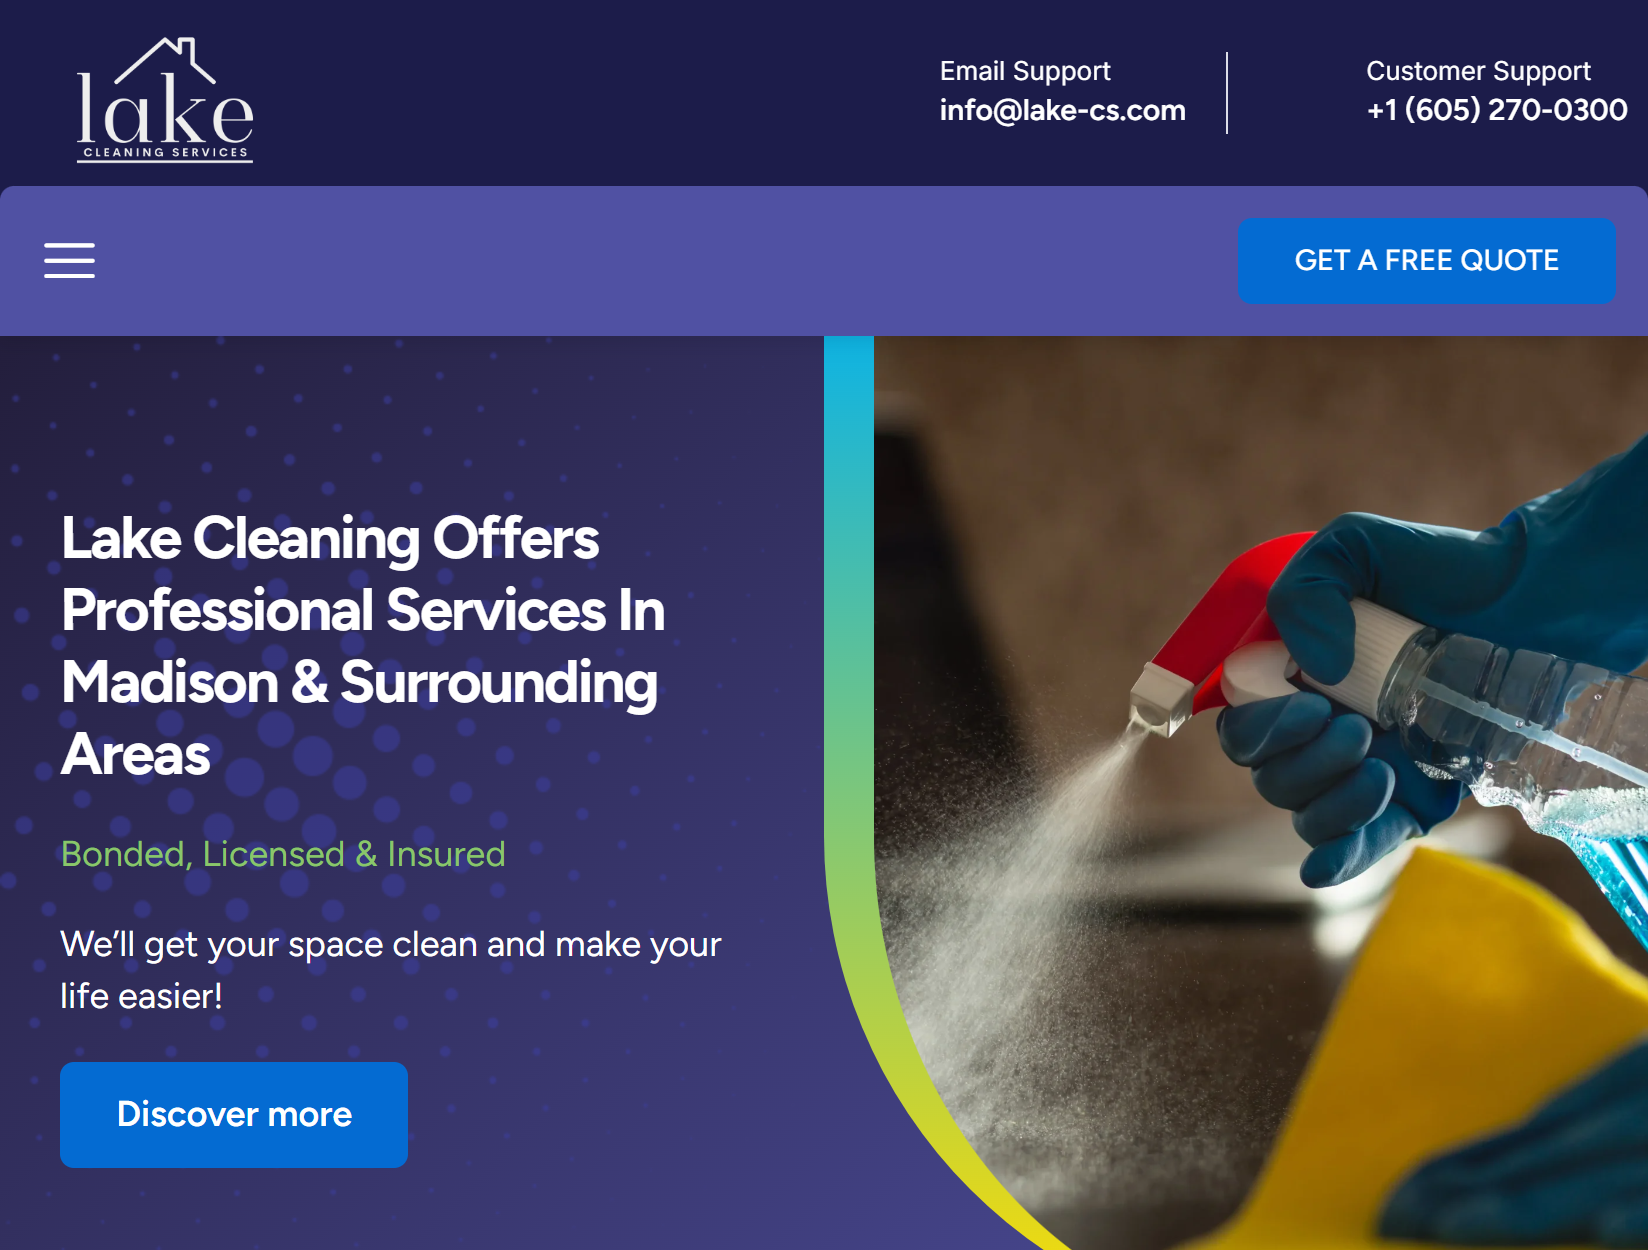 lake
CLEANING SERVICES
Email Support
info@lake-cs.com
Customer Support
+1 (605) 270-0300
GET A FREE QUOTE
Lake Cleaning Offers
Professional Services In
Madison & Surrounding
Areas
Bonded, Licensed & Insured
We’ll get your space clean and make your
life easier!
Discover more